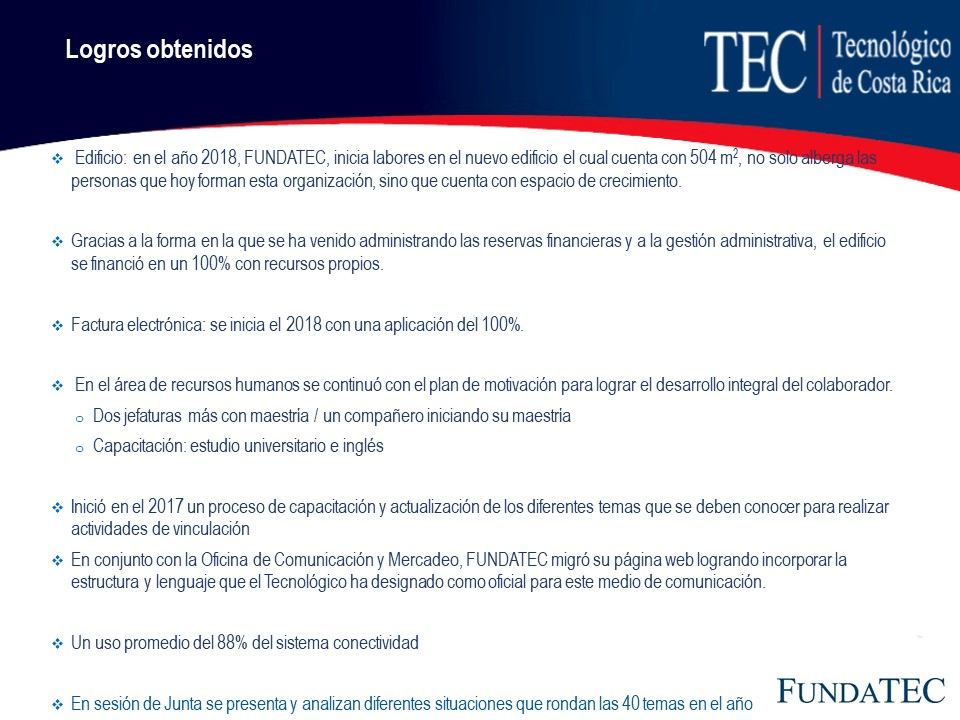 Logros obtenidos
TEC | Tecnológico
de Costa Rica
❖ Edificio: en el año 2018, FUNDATEC, inicia labores en el nuevo edificio el cual cuenta con 504 m², no solo alberga las
personas que hoy forman esta organización, sino que cuenta con espacio de crecimiento.
❖ Gracias a la forma en la que se ha venido administrando las reservas financieras y a la gestión administrativa, el edificio
se financió en un 100% con recursos propios.
❖ Factura electrónica: se inicia el 2018 con una aplicación del 100%.
❖ En el área de recursos humanos se continuó con el plan de motivación para lograr el desarrollo integral del colaborador.
o Dos jefaturas más con maestría / un compañero iniciando su maestría
o Capacitación: estudio universitario e inglés
❖ Inició en el 2017 un proceso de capacitación y actualización de los diferentes temas que se deben conocer para realizar
actividades de vinculación
❖ En conjunto con la Oficina de Comunicación y Mercadeo, FUNDATEC migró su página web logrando incorporar la
estructura y lenguaje que el Tecnológico ha designado como oficial para este medio de comunicación.
❖ Un uso promedio del 88% del sistema conectividad
❖ En sesión de Junta se presenta y analizan diferentes situaciones que rondan las 40 temas en el año
FUNDATEC